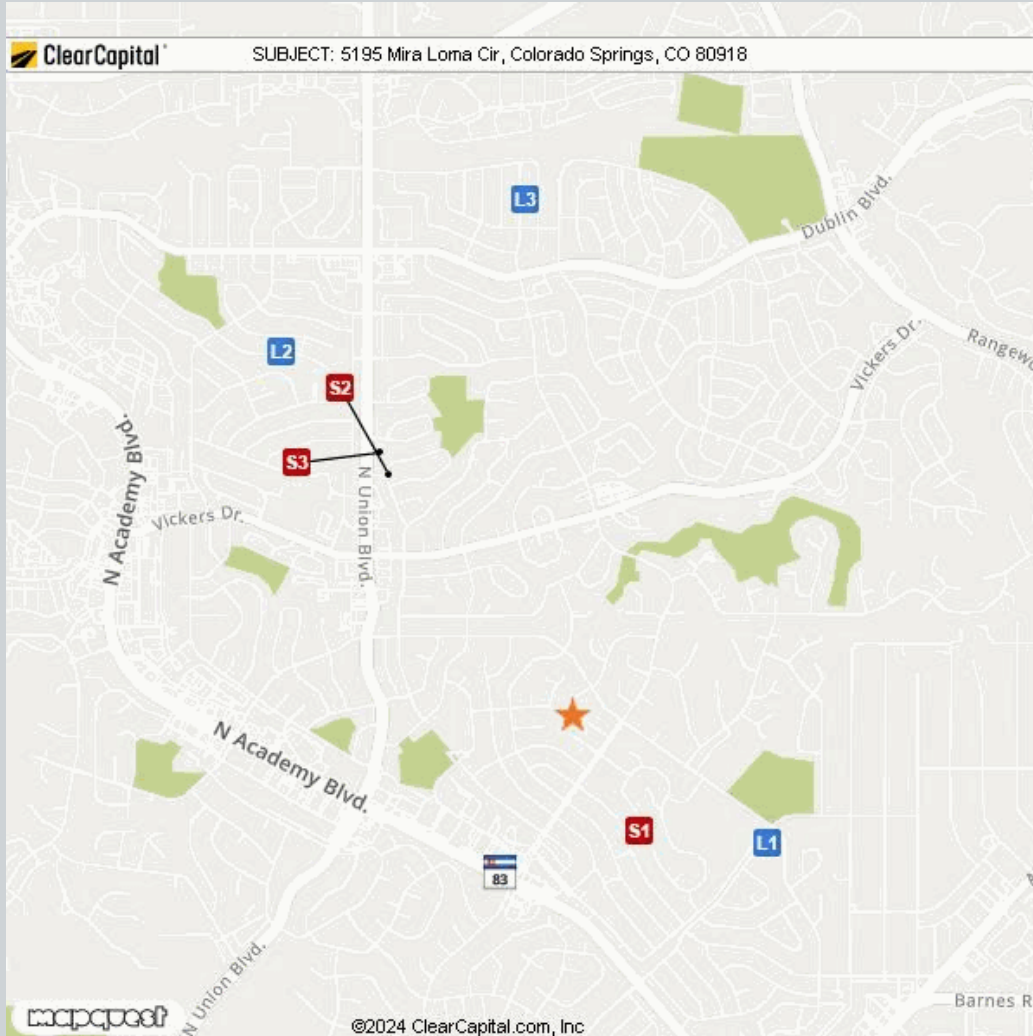 ClearCapital
SUBJECT: 5195 Mira Loma Cir, Colorado Springs, CO 80918
L3
Dublin Blvd.
L2
Vickers Dr.
S2
N Academy Blvd.
S3
N Union Blvd.
Vickers Dr.
N Academy Blvd.
S1
L1
83
N Union Blvd.
mapquest
©2024 ClearCapital.com, Inc